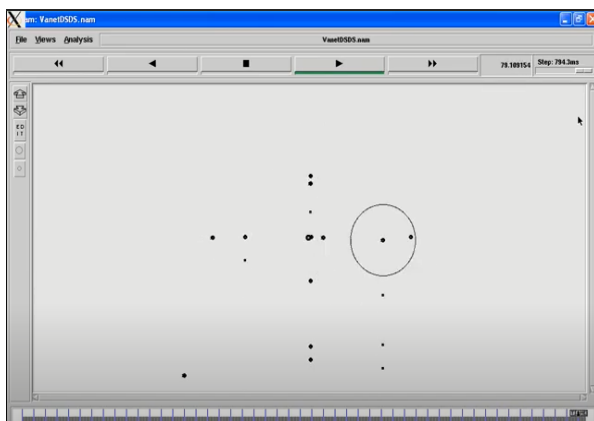 am: VanetDSDS.nam
File Views Analysis VanetDSDS.nam
79.109154 Step: 794.3ms
E D
I T